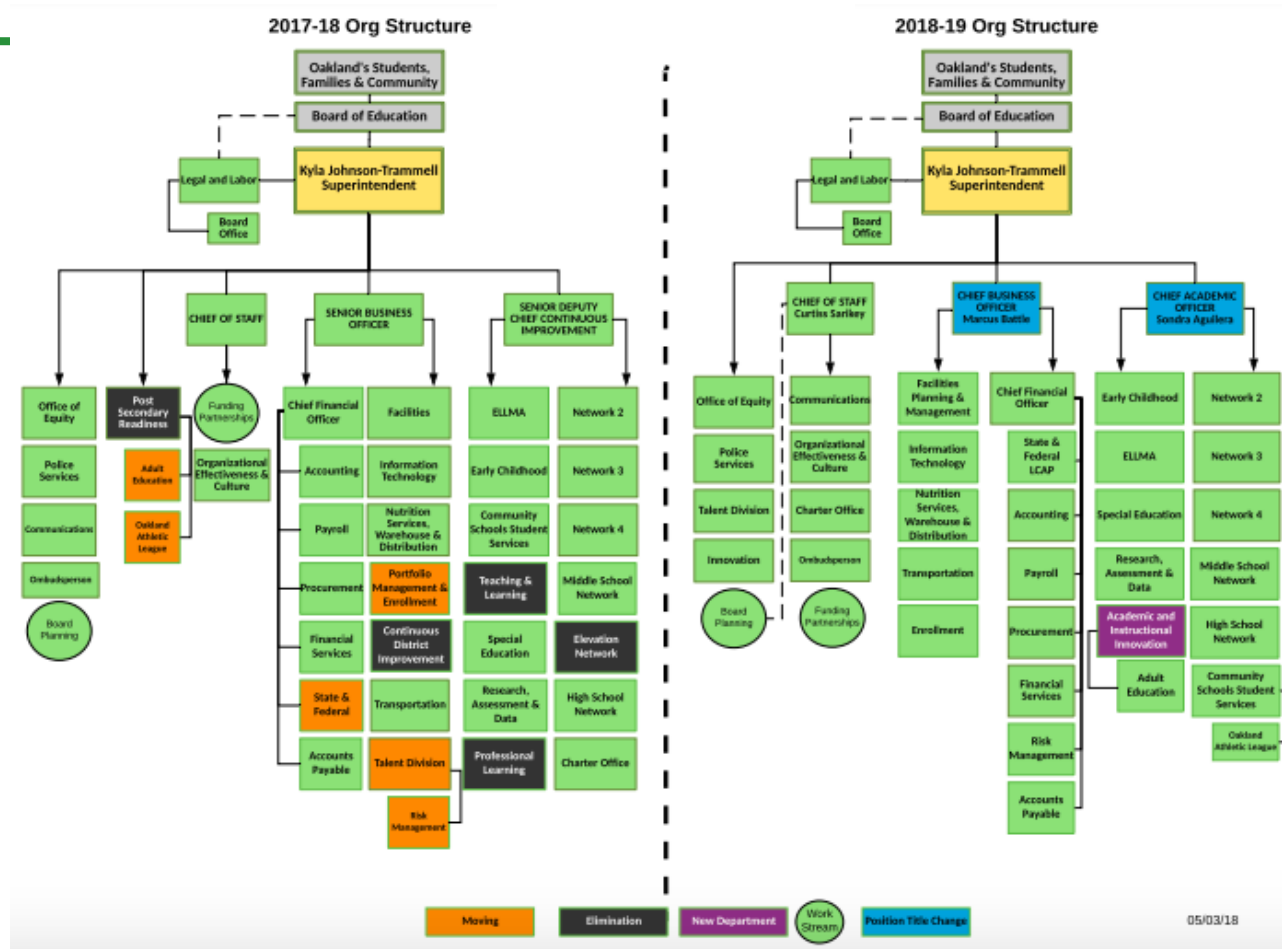 2017-18 Org Structure
Oakland's Students,
Families & Community
Board of Education
Kyla Johnson-Trammell
Superintendent
Legal and Labor
Board
Office
CHIEF OF STAFF
SENIOR BUSINESS
OFFICER
SENIOR DEPUTY
CHIEF CONTINUOUS
IMPROVEMENT
Office of
Equity
Police
Services
Communications
Ombudsperson
Board
Planning
Post
Secondary
Readiness
Adult
Education
Oakland
Athletic
League
Funding
Partnerships
Organizational
Effectiveness &
Culture
Chief Financial
Officer
Accounting
Payroll
Procurement
Financial
Services
State &
Federal
Accounts
Payable
Facilities
Information
Technology
Nutrition
Services,
Warehouse &
Distribution
Portfolio
Management &
Enrollment
Continuous
District
Improvement
Transportation
Talent Division
Risk
Management
ELLMA
Early Childhood
Community
Schools Student
Services
Teaching &
Learning
Special
Education
Research,
Assessment &
Data
Professional
Learning
Network 2
Network 3
Network 4
Middle School
Network
Elevation
Network
High School
Network
Charter Office
2018-19 Org Structure
Oakland's Students,
Families & Community
Board of Education
Kyla Johnson-Trammell
Superintendent
Legal and Labor
Board
Office
CHIEF OF STAFF
Curtiss Sarikey
CHIEF BUSINESS
OFFICER
Marcus Battle
CHIEF ACADEMIC
OFFICER
Sondra Aguilera
Office of Equity
Police
Services
Talent Division
Innovation
Board
Planning
Communications
Organizational
Effectiveness &
Culture
Charter Office
Ombudsperson
Funding
Partnerships
Facilities
Planning &
Management
Information
Technology
Nutrition
Services,
Warehouse &
Distribution
Transportation
Enrollment
Chief Financial
Officer
State &
Federal
LCAP
Accounting
Payroll
Procurement
Financial
Services
Risk
Management
Accounts
Payable
Early Childhood
ELLMA
Special Education
Research,
Assessment &
Data
Academic and
Instructional
Innovation
Adult
Education
Network 2
Network 3
Network 4
Middle School
Network
High School
Network
Community
Schools Student
Services
Oakland
Athletic League
Moving
Elimination
New Department
Work
Stream
Position Title Change
05/03/18